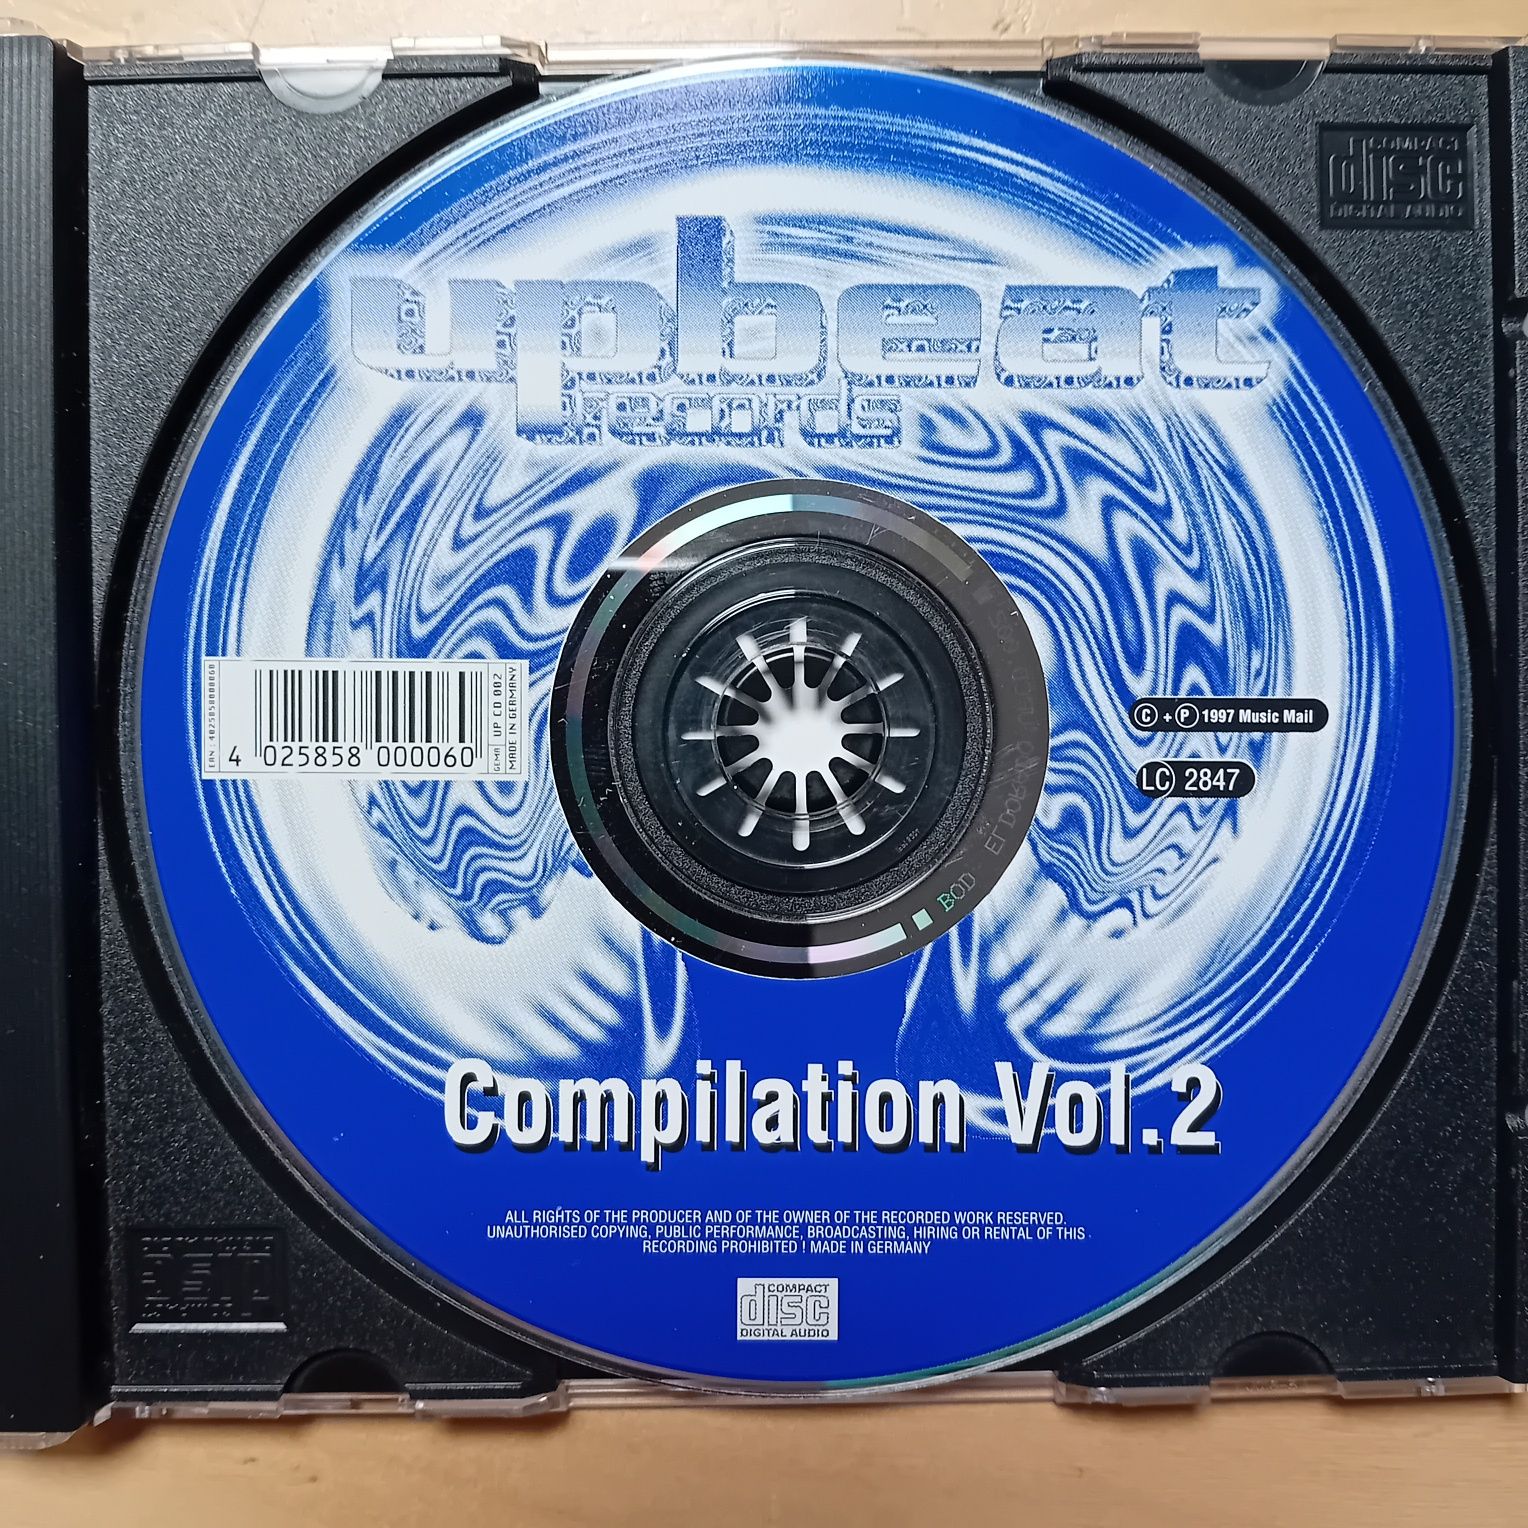 upbeat
records
COMPACT
disc
DIGITAL AUDIO
EAN : 4025858000060
4 025858 000060
GEMA UP CD 002
MADE IN GERMANY
C + P 1997 Music Mail
LC 2847
BOD
Compilation Vol.2
ALL RIGHTS OF THE PRODUCER AND OF THE OWNER OF THE RECORDED WORK RESERVED.
UNAUTHORISED COPYING, PUBLIC PERFORMANCE, BROADCASTING, HIRING OR RENTAL OF THIS
RECORDING PROHIBITED ! MADE IN GERMANY
COMPACT
disc
DIGITAL AUDIO